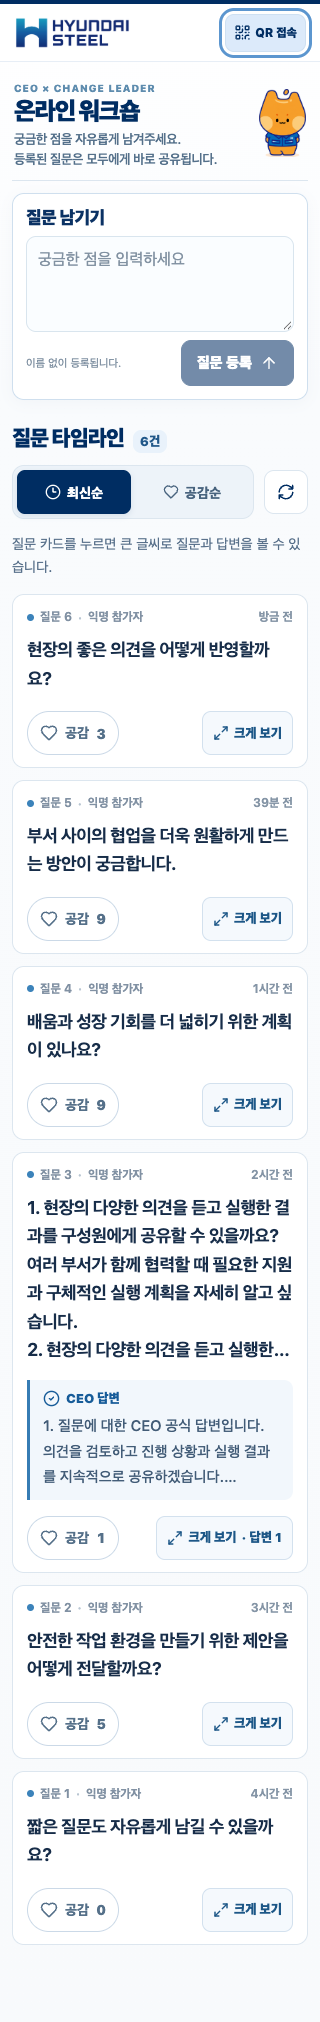 HYUNDAI
STEEL
QR 접속
CEO × CHANGE LEADER
온라인 워크숍
궁금한 점을 자유롭게 남겨주세요.
등록된 질문은 모두에게 바로 공유됩니다.
질문 남기기
궁금한 점을 입력하세요
이름 없이 등록됩니다.
질문 등록
질문 타임라인 6건
최신순
공감순
질문 카드를 누르면 큰 글씨로 질문과 답변을 볼 수 있
습니다.
질문 6 · 익명 참가자 방금 전
현장의 좋은 의견을 어떻게 반영할까
요?
공감 3
크게 보기
질문 5 · 익명 참가자 39분 전
부서 사이의 협업을 더욱 원활하게 만드
는 방안이 궁금합니다.
공감 9
크게 보기
질문 4 · 익명 참가자 1시간 전
배움과 성장 기회를 더 넓히기 위한 계획
이 있나요?
공감 9
크게 보기
질문 3 · 익명 참가자 2시간 전
1. 현장의 다양한 의견을 듣고 실행한 결
과를 구성원에게 공유할 수 있을까요?
여러 부서가 함께 협력할 때 필요한 지원
과 구체적인 실행 계획을 자세히 알고 싶
습니다.
2. 현장의 다양한 의견을 듣고 실행한...
CEO 답변
1. 질문에 대한 CEO 공식 답변입니다.
의견을 검토하고 진행 상황과 실행 결과
를 지속적으로 공유하겠습니다....
공감 1
크게 보기 · 답변 1
질문 2 · 익명 참가자 3시간 전
안전한 작업 환경을 만들기 위한 제안을
어떻게 전달할까요?
공감 5
크게 보기
질문 1 · 익명 참가자 4시간 전
짧은 질문도 자유롭게 남길 수 있을까
요?
공감 0
크게 보기